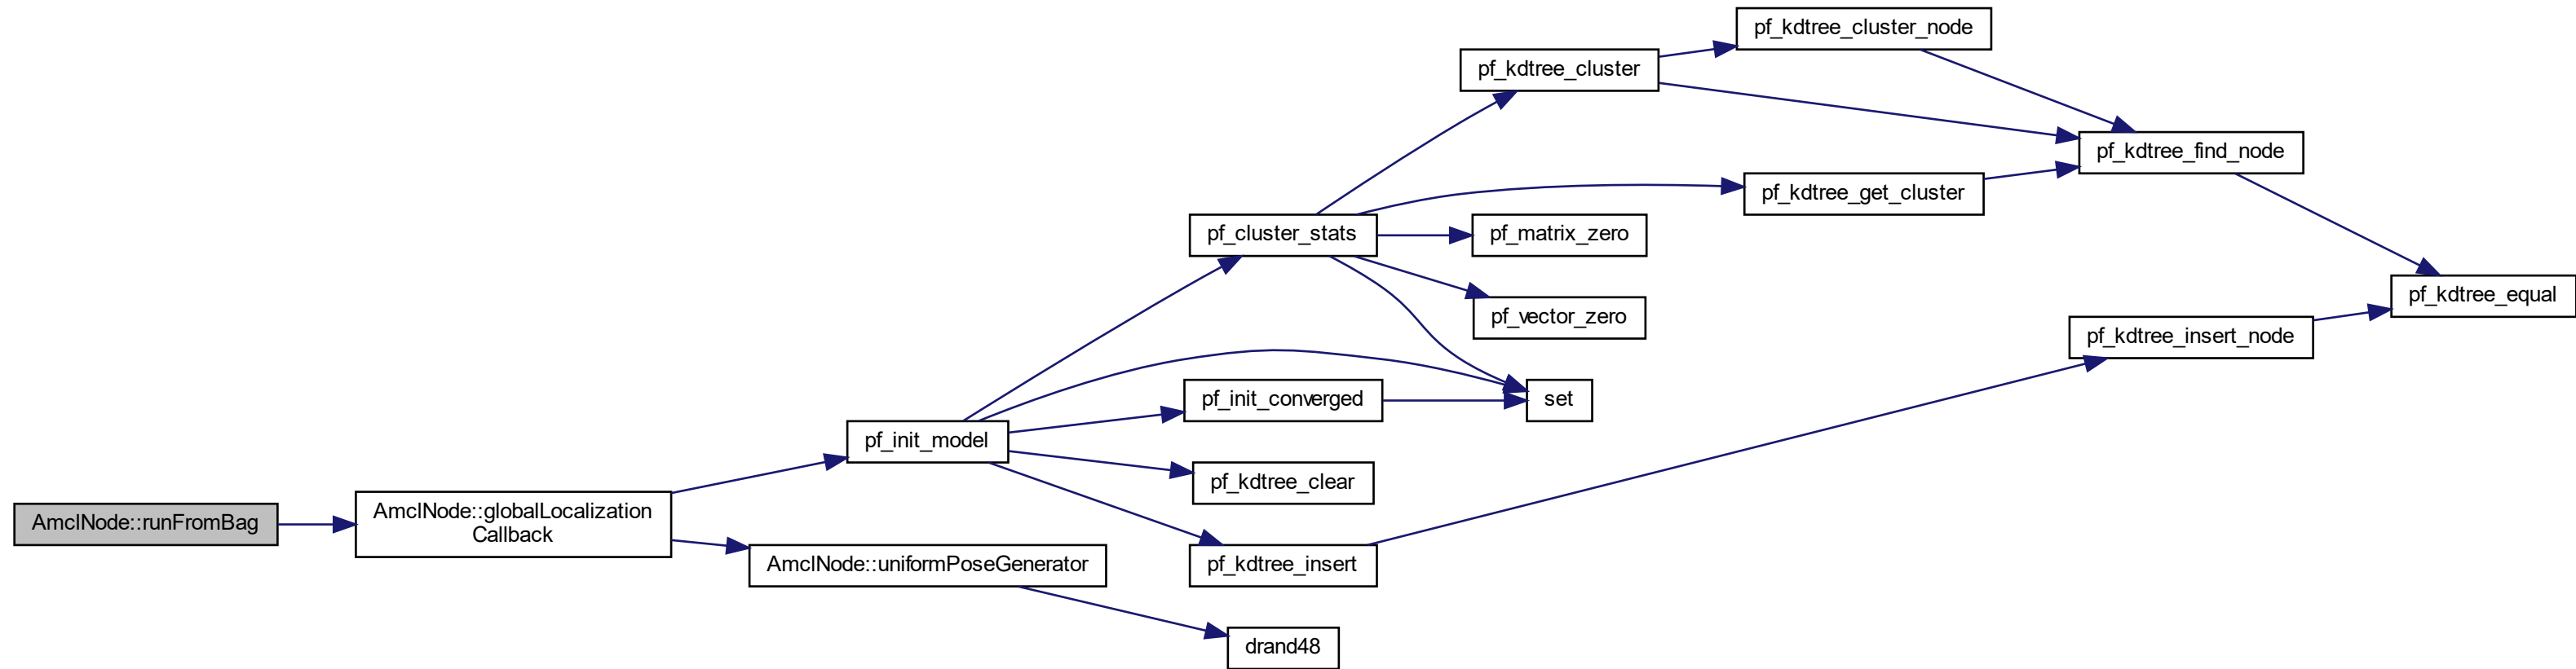 AmclNode::runFromBag
AmclNode::globalLocalization
Callback
pf_init_model
AmclNode::uniformPoseGenerator
pf_cluster_stats
pf_init_converged
pf_kdtree_clear
pf_kdtree_insert
drand48
pf_kdtree_cluster
pf_matrix_zero
pf_vector_zero
set
pf_kdtree_cluster_node
pf_kdtree_get_cluster
pf_kdtree_find_node
pf_kdtree_insert_node
pf_kdtree_equal